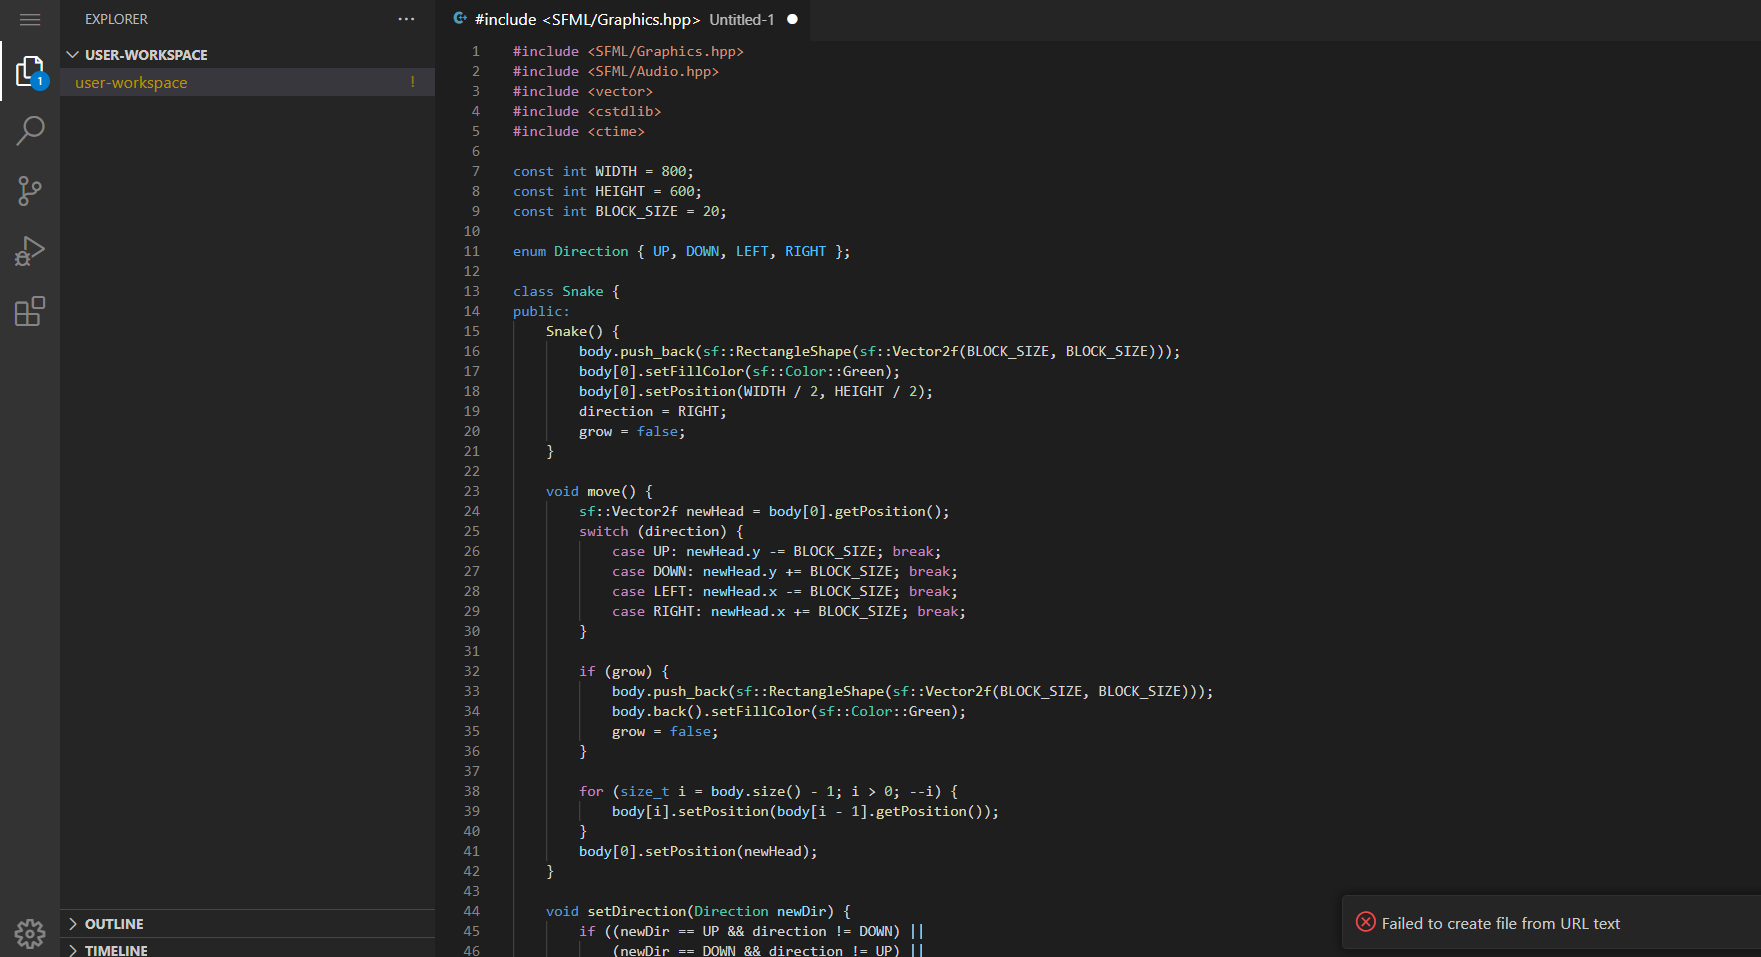 EXPLORER
USER-WORKSPACE
user-workspace !
1
OUTLINE
TIMELINE
#include <SFML/Graphics.hpp> Untitled-1
1 #include <SFML/Graphics.hpp>
2 #include <SFML/Audio.hpp>
3 #include <vector>
4 #include <cstdlib>
5 #include <ctime>
6
7 const int WIDTH = 800;
8 const int HEIGHT = 600;
9 const int BLOCK_SIZE = 20;
10
11 enum Direction { UP, DOWN, LEFT, RIGHT };
12
13 class Snake {
14 public:
15     Snake() {
16         body.push_back(sf::RectangleShape(sf::Vector2f(BLOCK_SIZE, BLOCK_SIZE)));
17         body[0].setFillColor(sf::Color::Green);
18         body[0].setPosition(WIDTH / 2, HEIGHT / 2);
19         direction = RIGHT;
20         grow = false;
21     }
22
23     void move() {
24         sf::Vector2f newHead = body[0].getPosition();
25         switch (direction) {
26             case UP: newHead.y -= BLOCK_SIZE; break;
27             case DOWN: newHead.y += BLOCK_SIZE; break;
28             case LEFT: newHead.x -= BLOCK_SIZE; break;
29             case RIGHT: newHead.x += BLOCK_SIZE; break;
30         }
31
32         if (grow) {
33             body.push_back(sf::RectangleShape(sf::Vector2f(BLOCK_SIZE, BLOCK_SIZE)));
34             body.back().setFillColor(sf::Color::Green);
35             grow = false;
36         }
37
38         for (size_t i = body.size() - 1; i > 0; --i) {
39             body[i].setPosition(body[i - 1].getPosition());
40         }
41         body[0].setPosition(newHead);
42     }
43
44     void setDirection(Direction newDir) {
45         if ((newDir == UP && direction != DOWN) ||
46             (newDir == DOWN && direction != UP) ||
Failed to create file from URL text